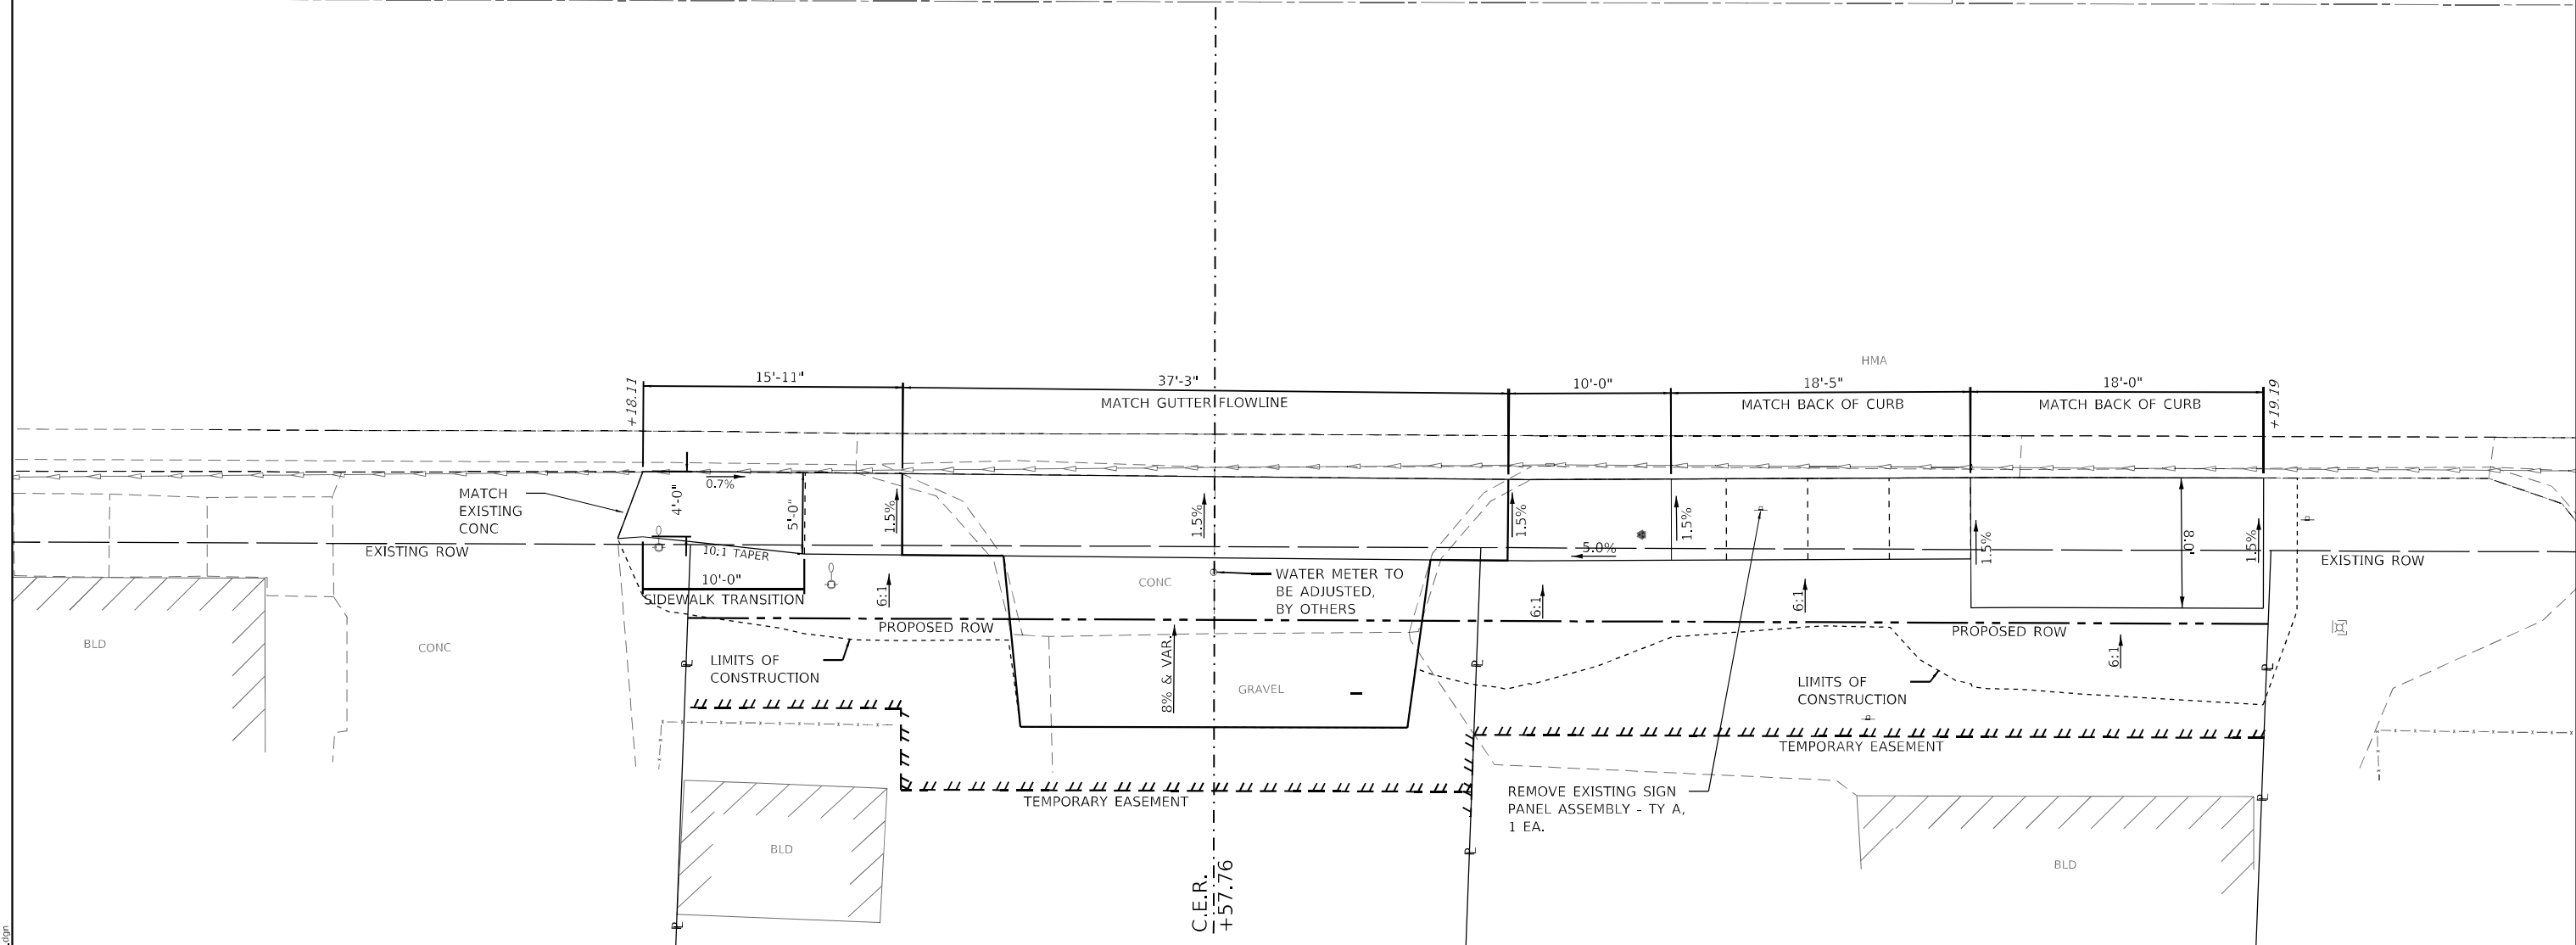 HMA
15'-11"
37'-3"
10'-0"
18'-5"
18'-0"
+18.11
+19.19
MATCH GUTTER FLOWLINE
MATCH BACK OF CURB
MATCH BACK OF CURB
MATCH
EXISTING
CONC
0.7%
4'-0"
5'-0"
1.5%
1.5%
1.5%
1.5%
1.5%
8.0'
1.5%
EXISTING ROW
10:1 TAPER
5.0%
EXISTING ROW
10'-0"
SIDEWALK TRANSITION
6:1
CONC
WATER METER TO
BE ADJUSTED,
BY OTHERS
6:1
6:1
PROPOSED ROW
PROPOSED ROW
6:1
BLD
CONC
LIMITS OF
CONSTRUCTION
8% & VAR.
GRAVEL
LIMITS OF
CONSTRUCTION
TEMPORARY EASEMENT
TEMPORARY EASEMENT
REMOVE EXISTING SIGN
PANEL ASSEMBLY - TY A,
1 EA.
BLD
BLD
C.E.R.
+57.76
.dgn